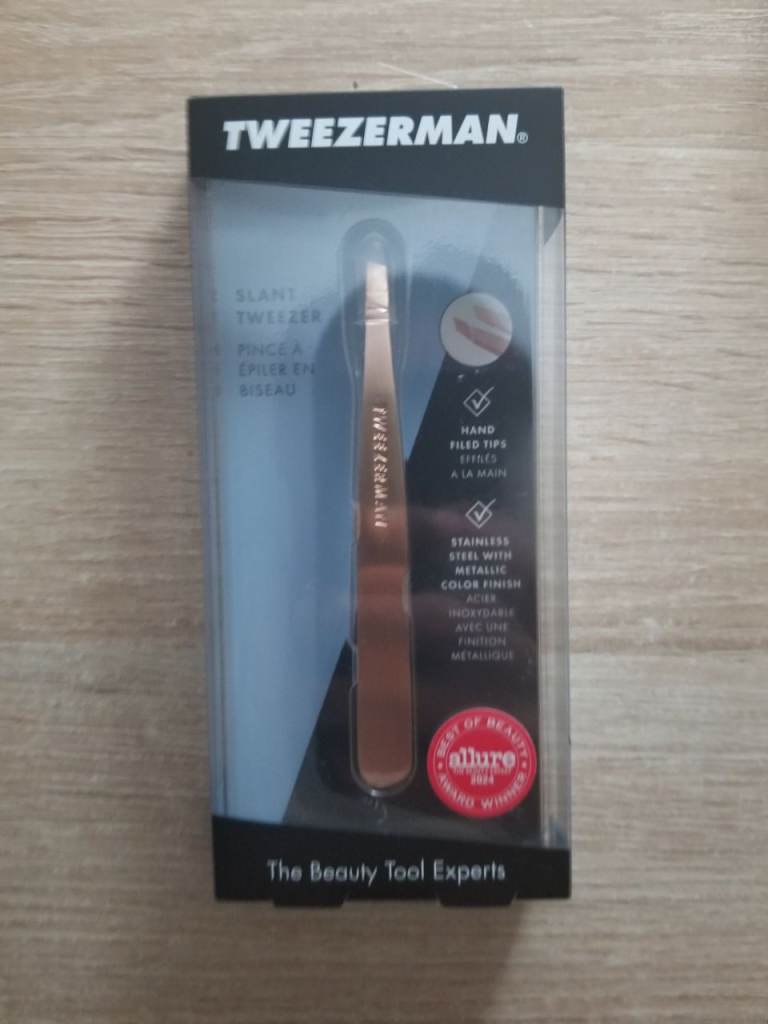 TWEEZERMAN®
SLANT
TWEEZER
PINCE À
ÉPILER EN
BISEAU
TWEEZERMAN
HAND
FILED TIPS
EFFILÉS
A LA MAIN
STAINLESS
STEEL WITH
METALLIC
COLOR FINISH
ACIER
INOXYDABLE
AVEC UNE
FINITION
MÉTALLIQUE
BEST OF BEAUTY
allure
2024
AWARD WINNER
The Beauty Tool Experts